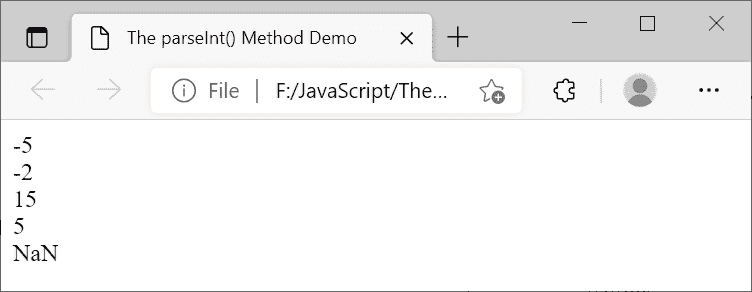 The parseInt() Method Demo
File | F:/JavaScript/The...
-5
-2
15
5
NaN